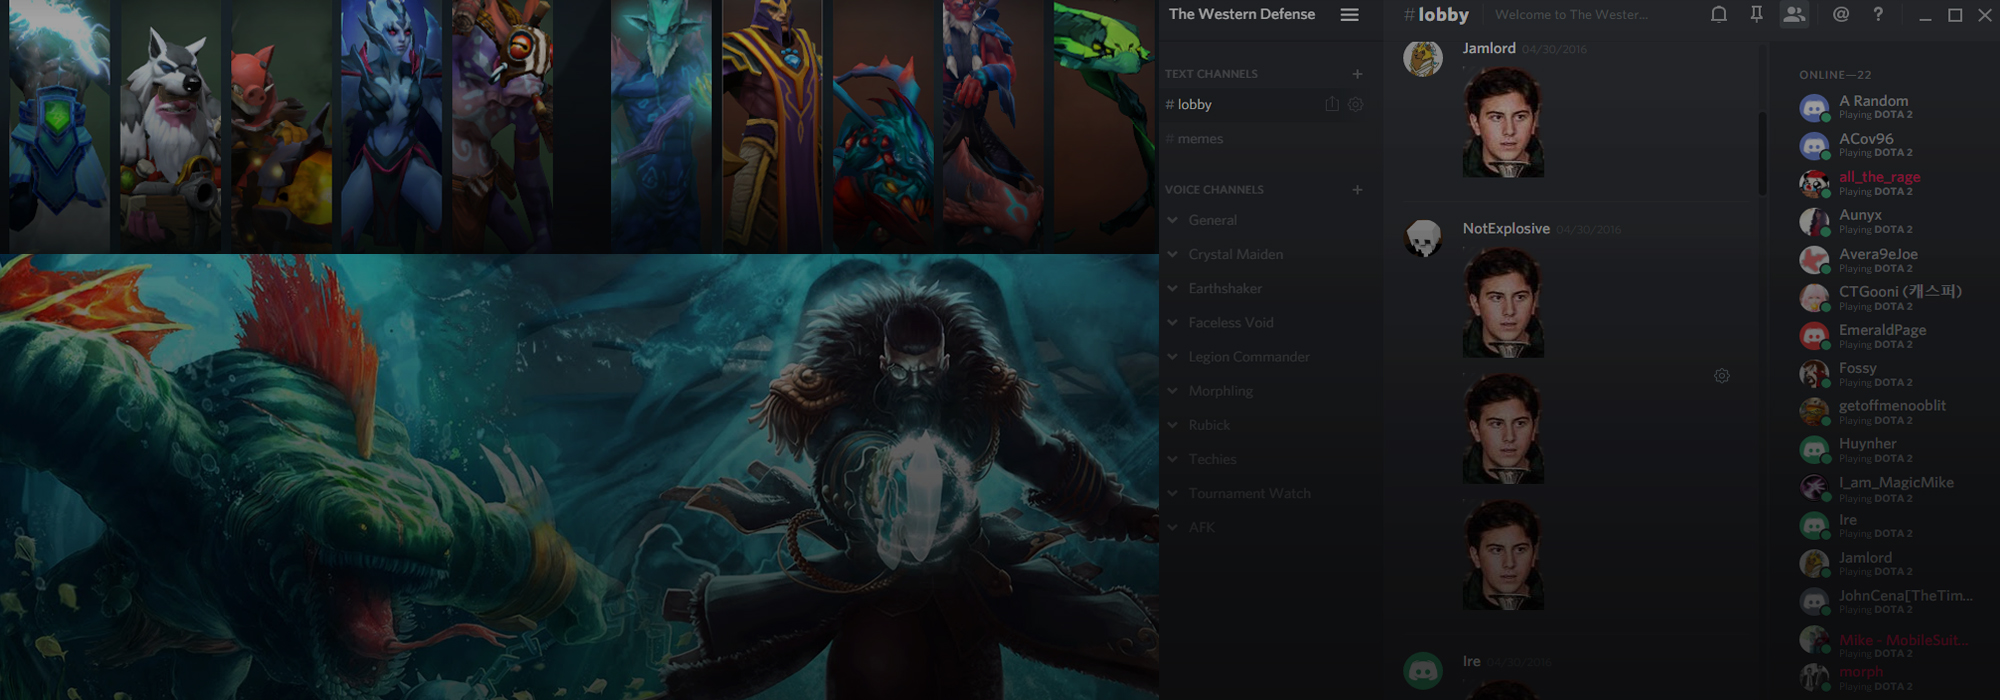 The Western Defense
TEXT CHANNELS
# lobby
# memes
VOICE CHANNELS
General
Crystal Maiden
Earthshaker
Faceless Void
Legion Commander
Morphling
Rubick
Techies
Tournament Watch
AFK
#lobby
Welcome to The Wester...
Jamlord 04/30/2016
NotExplosive 04/30/2016
Ire 04/30/2016
ONLINE—22
A Random
Playing DOTA 2
ACov96
Playing DOTA 2
all_the_rage
Playing DOTA 2
Aunyx
Playing DOTA 2
Avera9eJoe
Playing DOTA 2
CTGooni (캐스퍼)
Playing DOTA 2
EmeraldPage
Playing DOTA 2
Fossy
Playing DOTA 2
getoffmenooblit
Playing DOTA 2
Huynher
Playing DOTA 2
I_am_MagicMike
Playing DOTA 2
Ire
Playing DOTA 2
Jamlord
Playing DOTA 2
JohnCena[TheTim...
Playing DOTA 2
Mike - MobileSuit...
Playing DOTA 2
morph
Playing DOTA 2